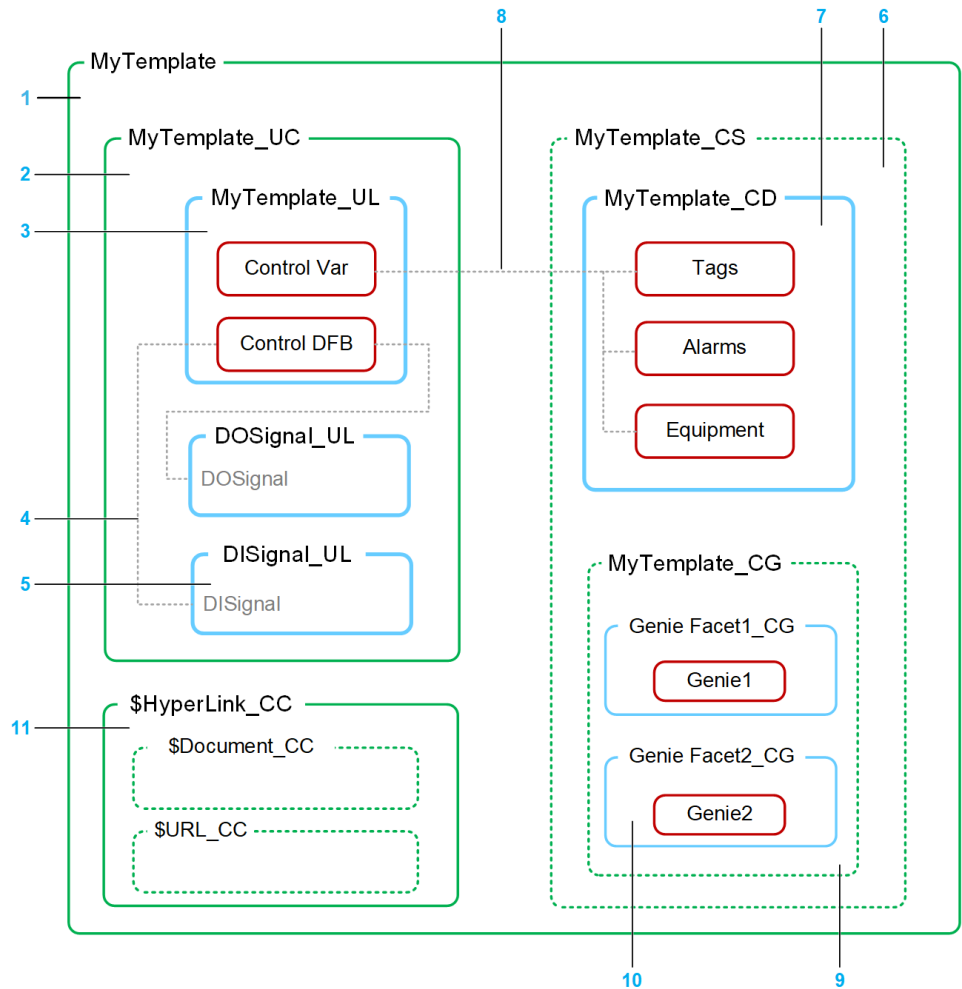 8
7
6
MyTemplate
1
MyTemplate_UC
MyTemplate_CS
2
MyTemplate_UL
MyTemplate_CD
3
Control Var
Tags
Control DFB
Alarms
DOSignal_UL
Equipment
DOSignal
4
DISignal_UL
MyTemplate_CG
5
DISignal
Genie Facet1_CG
Genie1
$HyperLink_CC
11
$Document_CC
Genie Facet2_CG
Genie2
$URL_CC
10
9